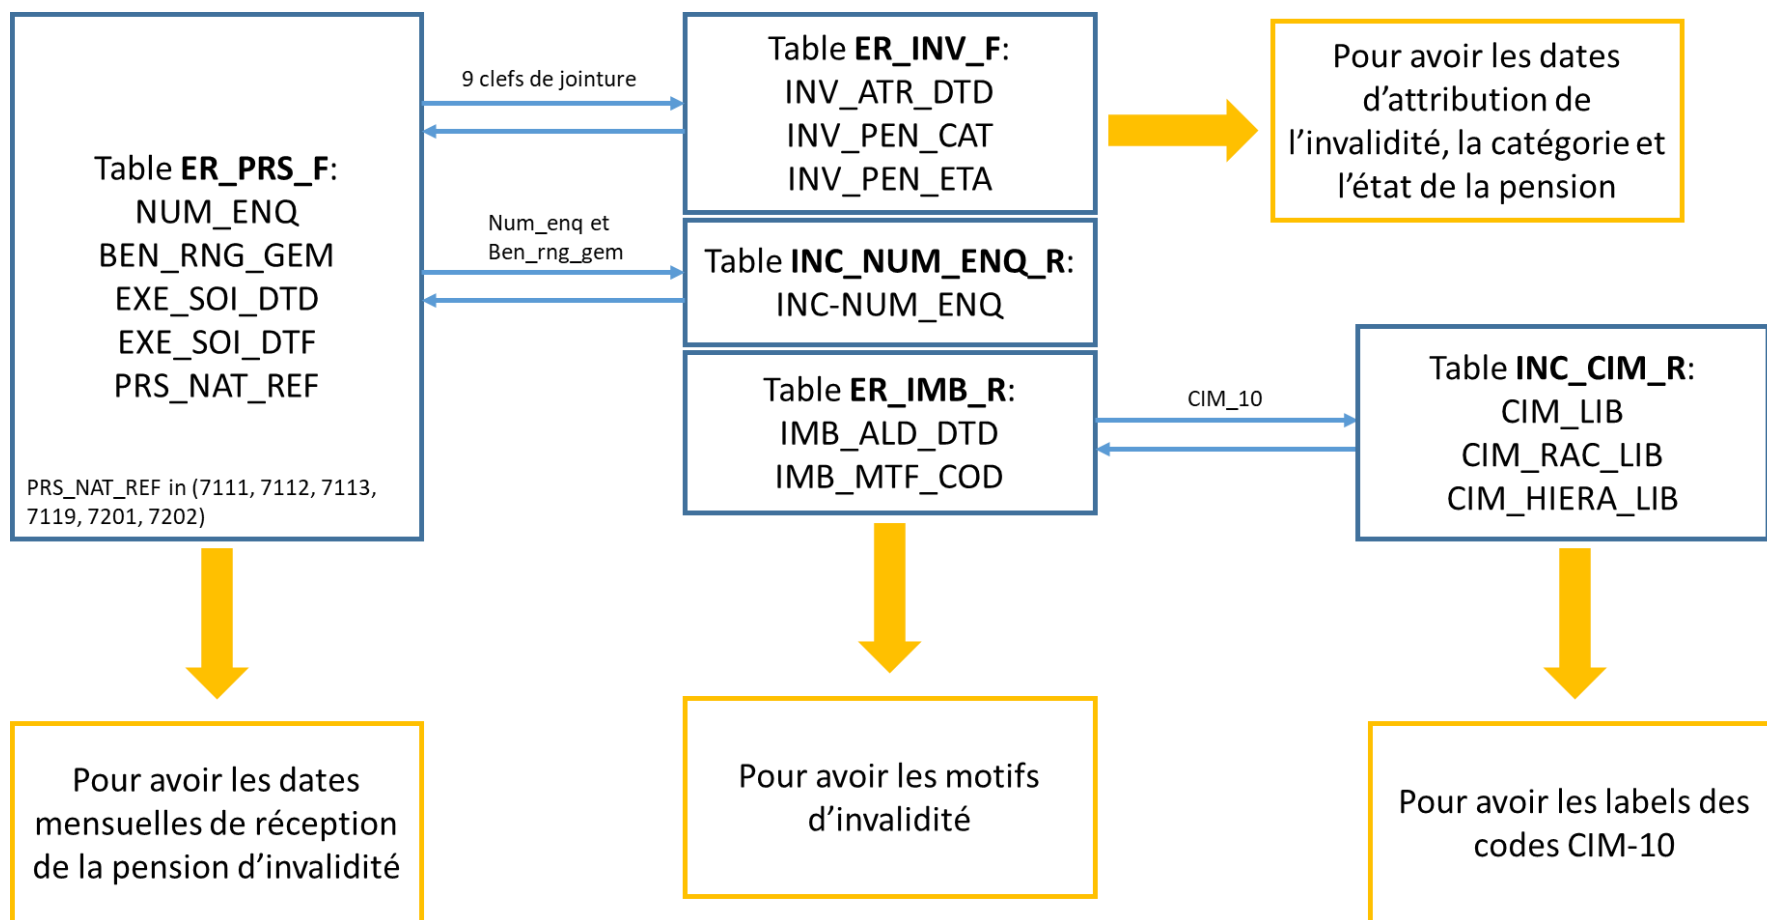 Table ER_PRS_F:
NUM_ENQ
BEN_RNG_GEM
EXE_SOI_DTD
EXE_SOI_DTF
PRS_NAT_REF
PRS_NAT_REF in (7111, 7112, 7113,
7119, 7201, 7202)
9 clefs de jointure
Num_enq et
Ben_rng_gem
Table ER_INV_F:
INV_ATR_DTD
INV_PEN_CAT
INV_PEN_ETA
Table INC_NUM_ENQ_R:
INC-NUM_ENQ
Table ER_IMB_R:
IMB_ALD_DTD
IMB_MTF_COD
Pour avoir les dates
d’attribution de
l’invalidité, la catégorie et
l’état de la pension
CIM_10
Table INC_CIM_R:
CIM_LIB
CIM_RAC_LIB
CIM_HIERA_LIB
Pour avoir les dates
mensuelles de réception
de la pension d’invalidité
Pour avoir les motifs
d’invalidité
Pour avoir les labels des
codes CIM-10